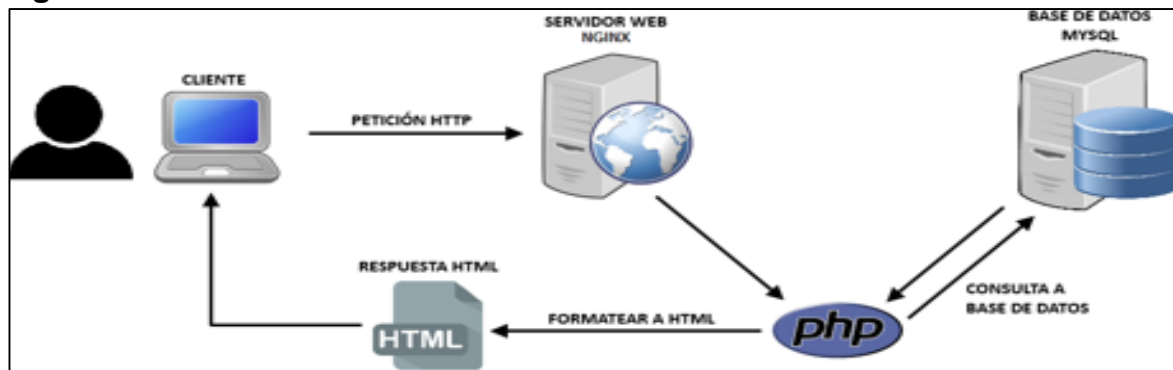 SERVIDOR WEB
NGINX
BASE DE DATOS
MYSQL
CLIENTE
PETICIÓN HTTP
RESPUESTA HTML
HTML
FORMATEAR A HTML
php
CONSULTA A
BASE DE DATOS